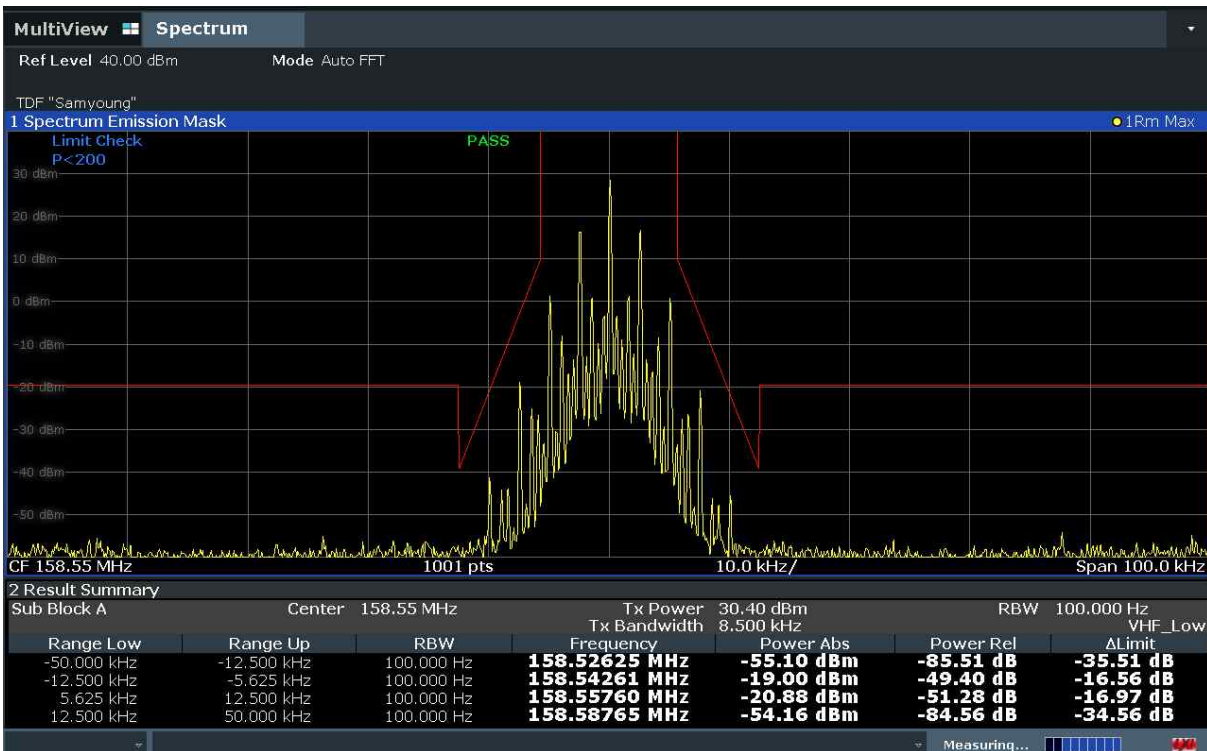 MultiView Spectrum
Ref Level 40.00 dBm Mode Auto FFT
TDF "Samyoung"
1 Spectrum Emission Mask 1Rm Max
Limit Check PASS
P<200
30 dBm
20 dBm
10 dBm
0 dBm
-10 dBm
-20 dBm
-30 dBm
-40 dBm
-50 dBm
CF 158.55 MHz 1001 pts 10.0 kHz/ Span 100.0 kHz
2 Result Summary
Sub Block A Center 158.55 MHz Tx Power 30.40 dBm RBW 100.000 Hz
Tx Bandwidth 8.500 kHz VHF_Low
Range Low Range Up RBW Frequency Power Abs Power Rel ΔLimit
-50.000 kHz -12.500 kHz 100.000 Hz 158.52625 MHz -55.10 dBm -85.51 dB -35.51 dB
-12.500 kHz -5.625 kHz 100.000 Hz 158.54261 MHz -19.00 dBm -49.40 dB -16.56 dB
5.625 kHz 12.500 kHz 100.000 Hz 158.55760 MHz -20.88 dBm -51.28 dB -16.97 dB
12.500 kHz 50.000 kHz 100.000 Hz 158.58765 MHz -54.16 dBm -84.56 dB -34.56 dB
Measuring...